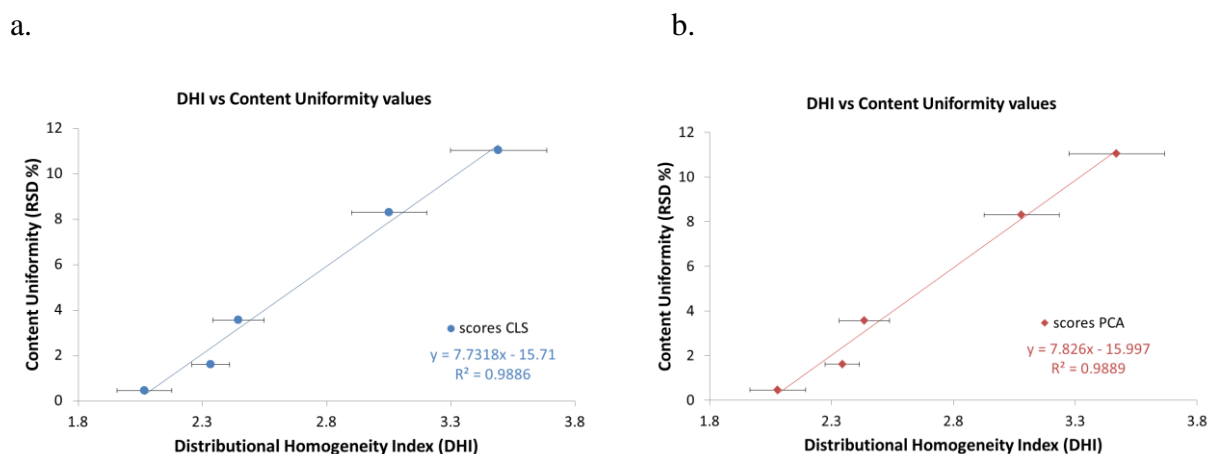 a.
DHI vs Content Uniformity values
Content Uniformity (RSD %)
12
10
8
6
4
2
0
1.8
2.3
2.8
3.3
3.8
scores CLS
y = 7.7318x - 15.71
R² = 0.9886
Distributional Homogeneity Index (DHI)
b.
DHI vs Content Uniformity values
Content Uniformity (RSD %)
12
10
8
6
4
2
0
1.8
2.3
2.8
3.3
3.8
scores PCA
y = 7.826x - 15.997
R² = 0.9889
Distributional Homogeneity Index (DHI)